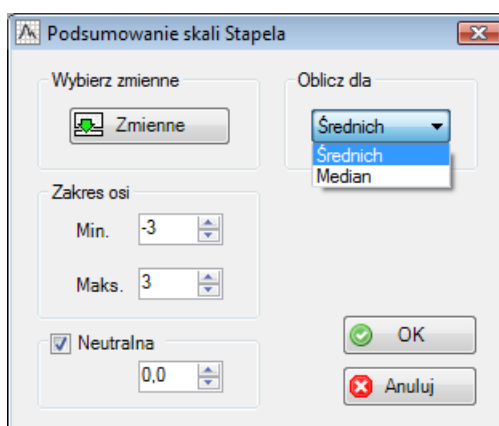 Podsumowanie skali Stapela
Wybierz zmienne
Zmienne
Oblicz dla
Średnich
Średnich
Median
Zakres osi
Min. -3
Maks. 3
Neutralna
0,0
OK
Anuluj